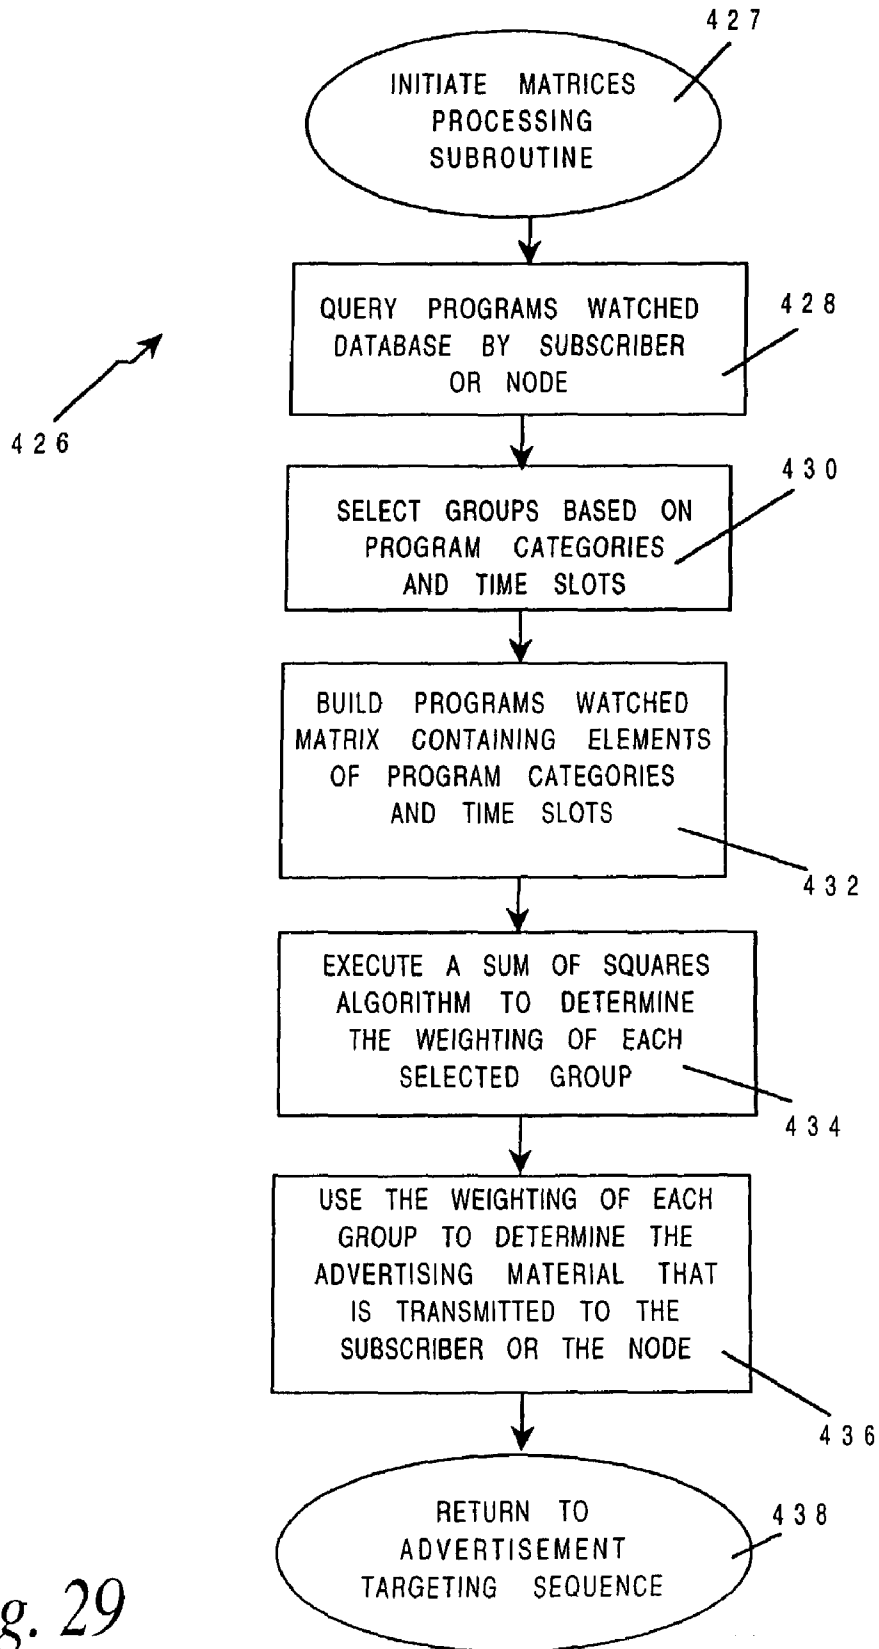 427
INITIATE MATRICES
PROCESSING
SUBROUTINE
428
QUERY PROGRAMS WATCHED
DATABASE BY SUBSCRIBER
OR NODE
426
430
SELECT GROUPS BASED ON
PROGRAM CATEGORIES
AND TIME SLOTS
BUILD PROGRAMS WATCHED
MATRIX CONTAINING ELEMENTS
OF PROGRAM CATEGORIES
AND TIME SLOTS
432
EXECUTE A SUM OF SQUARES
ALGORITHM TO DETERMINE
THE WEIGHTING OF EACH
SELECTED GROUP
434
USE THE WEIGHTING OF EACH
GROUP TO DETERMINE THE
ADVERTISING MATERIAL THAT
IS TRANSMITTED TO THE
SUBSCRIBER OR THE NODE
436
RETURN TO
ADVERTISEMENT
TARGETING SEQUENCE
438
g. 29